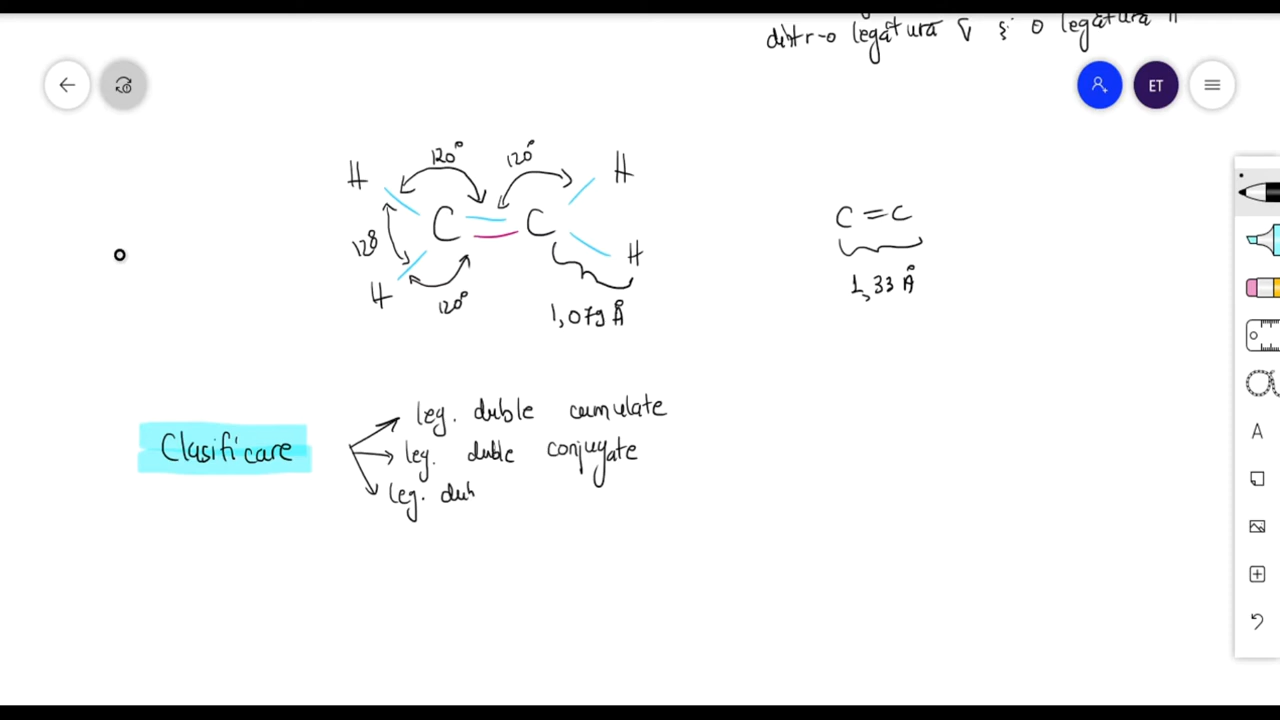 dintr-o legătură σ și o legătură π
ET
120° 120°
H H
C = C
C = C
128
H
H
120°
1,079 Å
1,33 Å
leg. duble cumulate
Clasificare
leg. duble conjugate
leg. dub
A